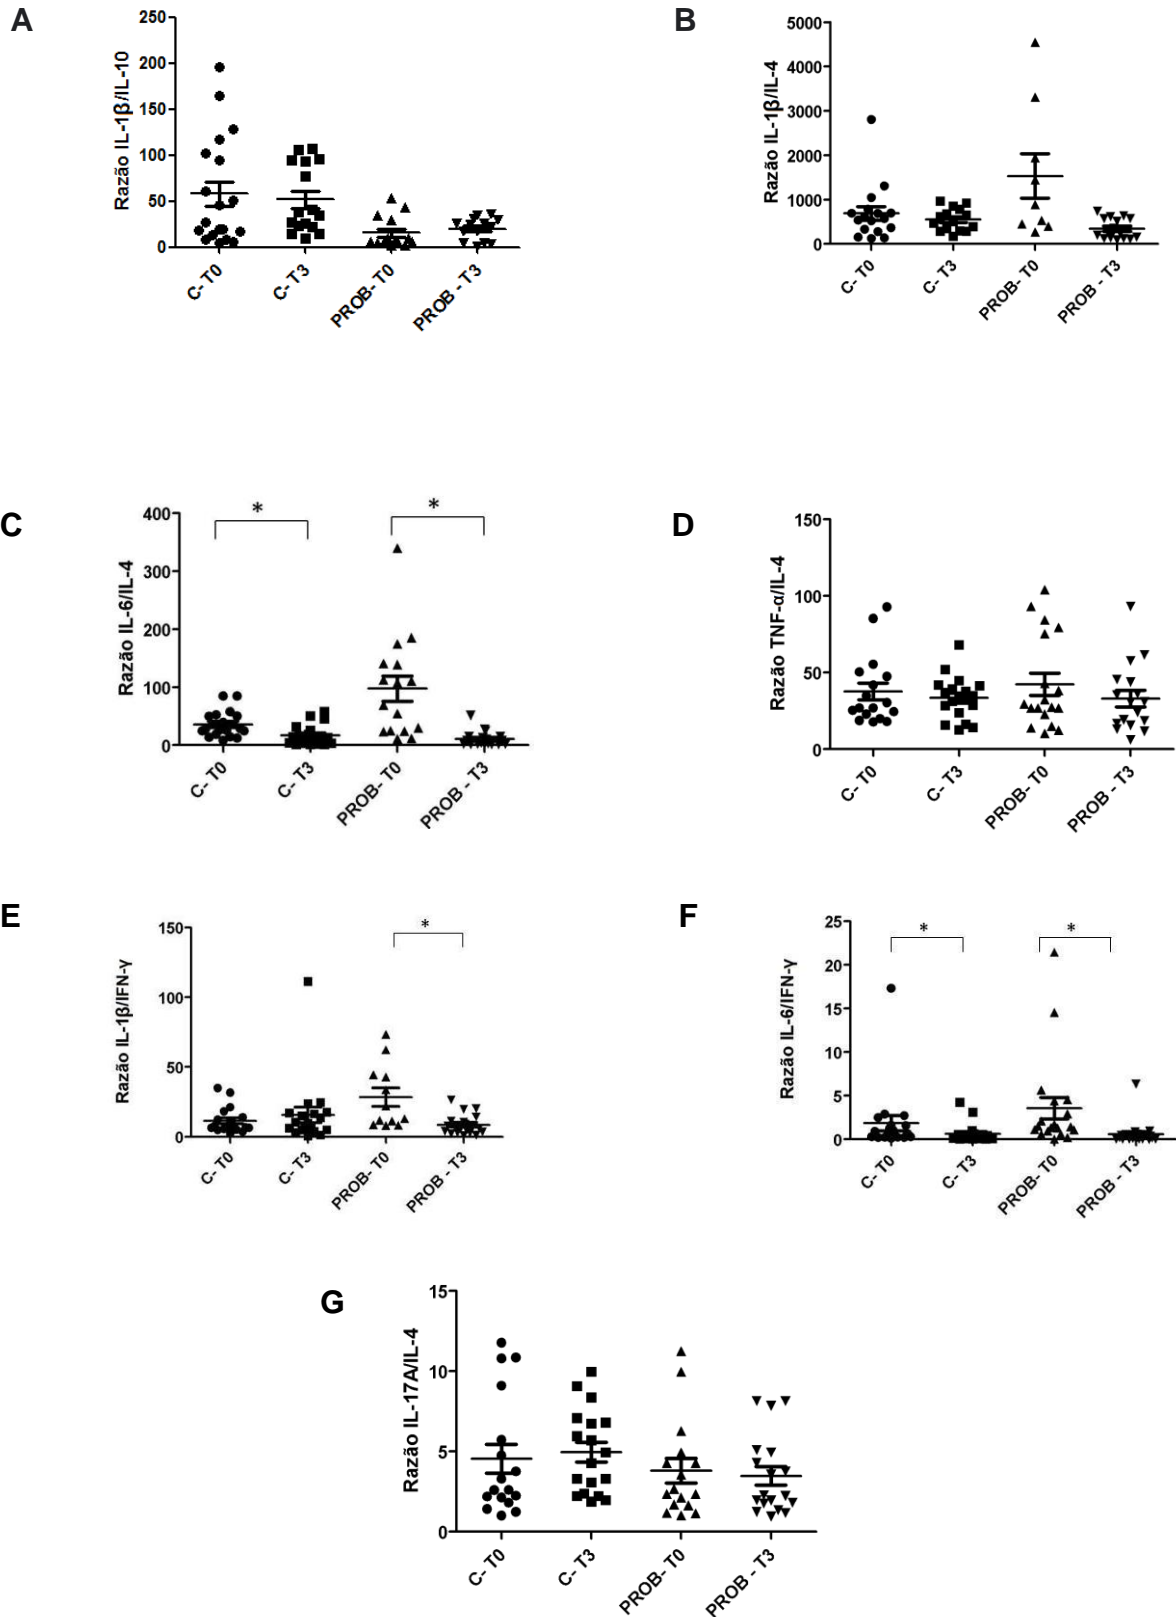 A
Razão IL-1β/IL-10
250
200
150
100
50
0
C- T0
C- T3
PROB- T0
PROB - T3
B
Razão IL-1β/IL-4
5000
4000
3000
2000
1000
0
C- T0
C- T3
PROB- T0
PROB - T3
C
Razão IL-6/IL-4
400
300
200
100
0
*
*
C- T0
C- T3
PROB- T0
PROB - T3
D
Razão TNF-α/IL-4
150
100
50
0
C- T0
C- T3
PROB- T0
PROB - T3
E
Razão IL-1β/IFN-γ
150
100
50
0
*
C- T0
C- T3
PROB- T0
PROB - T3
F
Razão IL-6/IFN-γ
25
20
15
10
5
0
*
*
C- T0
C- T3
PROB- T0
PROB - T3
G
Razão IL-17A/IL-4
15
10
5
0
C- T0
C- T3
PROB- T0
PROB - T3